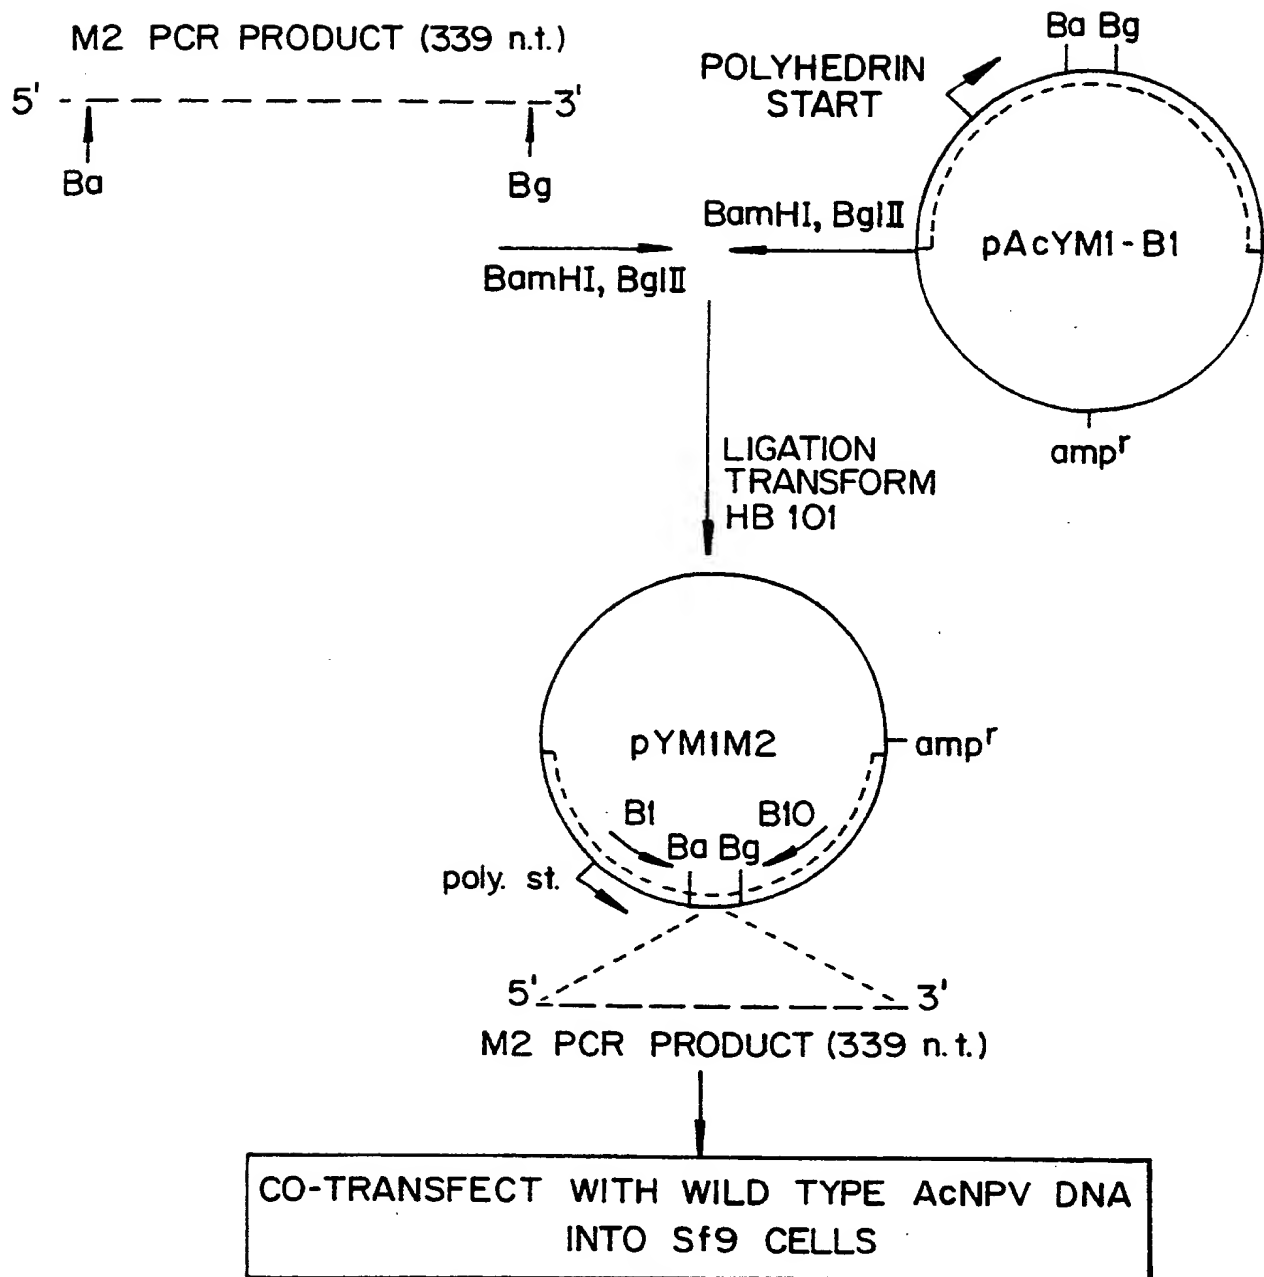 M2 PCR PRODUCT (339 n.t.)
5' 3'
Ba
Bg
Ba Bg
POLYHEDRIN
START
pAcYM1-B1
amp^r
BamHI, BglII
BamHI, BglII
LIGATION
TRANSFORM
HB 101
pYM1M2
amp^r
B1
B10
Ba Bg
poly. st.
5' 3'
M2 PCR PRODUCT (339 n.t.)
CO-TRANSFECT WITH WILD TYPE AcNPV DNA
INTO Sf9 CELLS